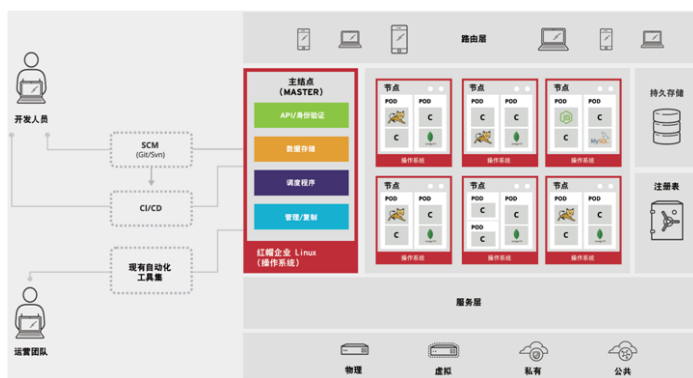 路由层
开发人员
SCM
(Git/Svn)
CI/CD
现有自动化
工具集
运营团队
主结点
(MASTER)
API/身份验证
数据存储
调度程序
管理/复制
红帽企业 Linux
(操作系统)
节点
POD
POD
C
C
操作系统
节点
POD
POD
C
C
操作系统
节点
POD
POD
C
C
MySQL
操作系统
节点
POD
POD
C
C
操作系统
节点
POD
POD
C
C
POD
C
操作系统
节点
POD
POD
C
C
操作系统
持久存储
注册表
服务层
物理
虚拟
私有
公共